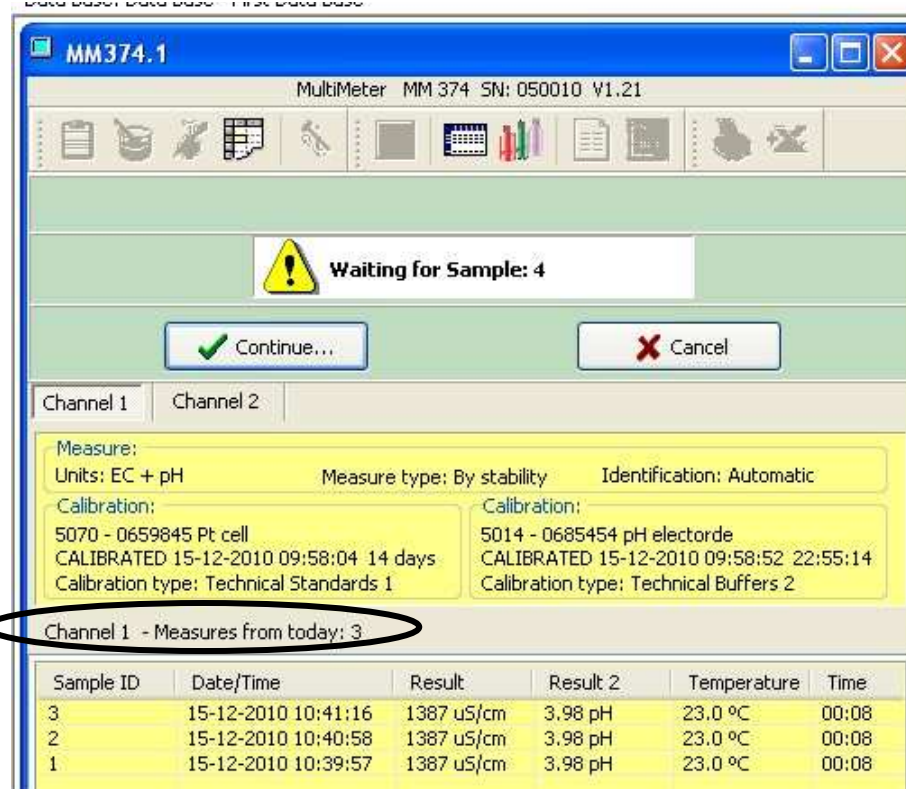 MM374.1
MultiMeter MM 374 SN: 050010 V1.21
Waiting for Sample: 4
Continue...
Cancel
Channel 1 Channel 2
Measure:
Units: EC + pH Measure type: By stability Identification: Automatic
Calibration: Calibration:
5070 - 0659845 Pt cell 5014 - 0685454 pH electorde
CALIBRATED 15-12-2010 09:58:04 14 days CALIBRATED 15-12-2010 09:58:52 22:55:14
Calibration type: Technical Standards 1 Calibration type: Technical Buffers 2
Channel 1 - Measures from today: 3
Sample ID Date/Time Result Result 2 Temperature Time
3 15-12-2010 10:41:16 1387 uS/cm 3.98 pH 23.0 ºC 00:08
2 15-12-2010 10:40:58 1387 uS/cm 3.98 pH 23.0 ºC 00:08
1 15-12-2010 10:39:57 1387 uS/cm 3.98 pH 23.0 ºC 00:08